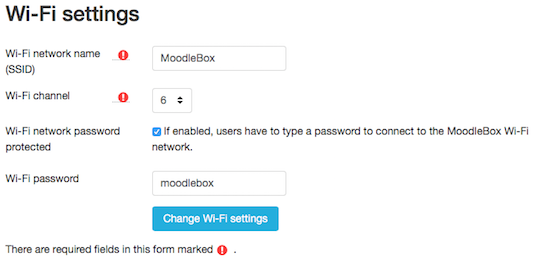 Wi-Fi settings
Wi-Fi network name
(SSID)
MoodleBox
Wi-Fi channel
6
Wi-Fi network password
protected
If enabled, users have to type a password to connect to the MoodleBox Wi-Fi
network.
Wi-Fi password
moodlebox
Change Wi-Fi settings
There are required fields in this form marked ! .